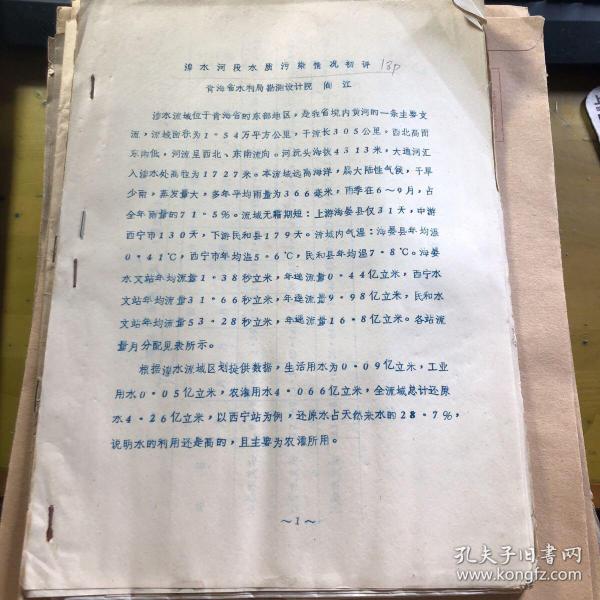 湟水河段水质污染情况初评 13p
青海省水利局勘测设计院 俞江
湟水流域位于青海省的东部地区，是我省境内黄河的一条主要支
流，流域面积为1·54万平方公里，干流长305公里。西北高而
东南低，河流呈西北、东南流向。河流头海拔4313米，大通河汇
入湟水处高程为1727米。本流域远离海洋，属大陆性气候，干旱
少雨，蒸发量大，多年平均雨量为366毫米，雨季在6～9月，占
全年雨量的71·5%。流域无霜期短：上游海晏县仅31天，中游
西宁市130天，下游民和县179天。流域内气温：海晏县年均温
0·41℃，西宁市年均温5·6℃，民和县年均温7·8℃。海晏
水文站年均流量1·38秒立米，年迳流量0·44亿立米，西宁水
文站年均流量31·66秒立米，年迳流量9·98亿立米，民和水
文站年均流量53·28秒立米，年迳流量16·8亿立米。各站流
量月分配见表所示。
根据湟水流域区划提供数据，生活用水为0·09亿立米，工业
用水0·05亿立米，农灌用水4·066亿立米，全流域总计还原
水4·26亿立米，以西宁站为例，还原水占天然来水的28·7%，
说明水的利用还是高的，且主要为农灌所用。
～1～
孔夫子旧书网
www.kongfz.com